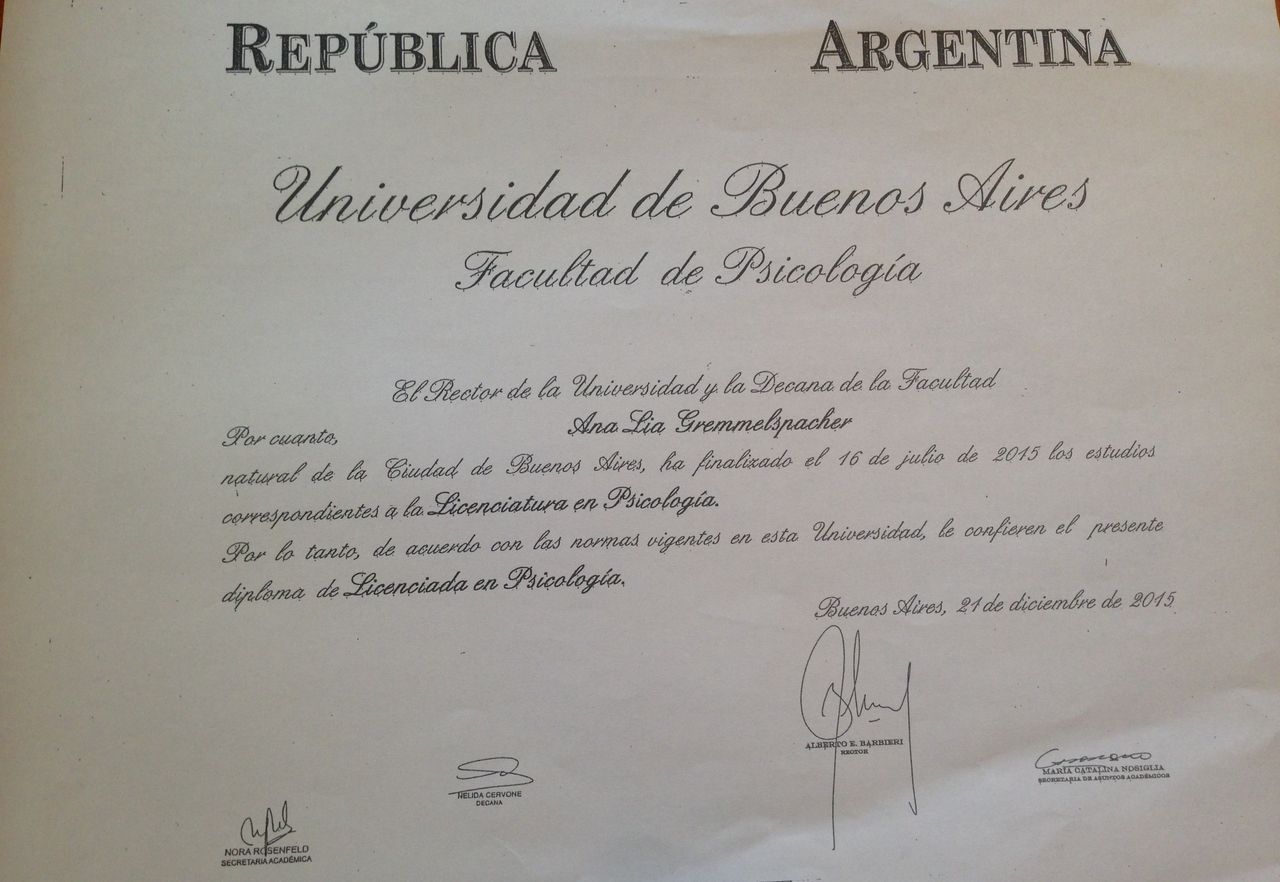 REPÚBLICA ARGENTINA
Universidad de Buenos Aires
Facultad de Psicología
El Rector de la Universidad y la Decana de la Facultad
Por cuanto, Ana Lia Gremmelspacher
natural de la Ciudad de Buenos Aires, ha finalizado el 16 de julio de 2015 los estudios
correspondientes a la Licenciatura en Psicología.
Por lo tanto, de acuerdo con las normas vigentes en esta Universidad, le confieren el presente
diploma de Licenciada en Psicología.
Buenos Aires, 21 de diciembre de 2015
ALBERTO E. BARBIERI
RECTOR
MARÍA CATALINA NOSIGLIA
SECRETARIA DE ASUNTOS ACADÉMICOS
NELIDA CERVONE
DECANA
NORA ROSENFELD
SECRETARIA ACADÉMICA